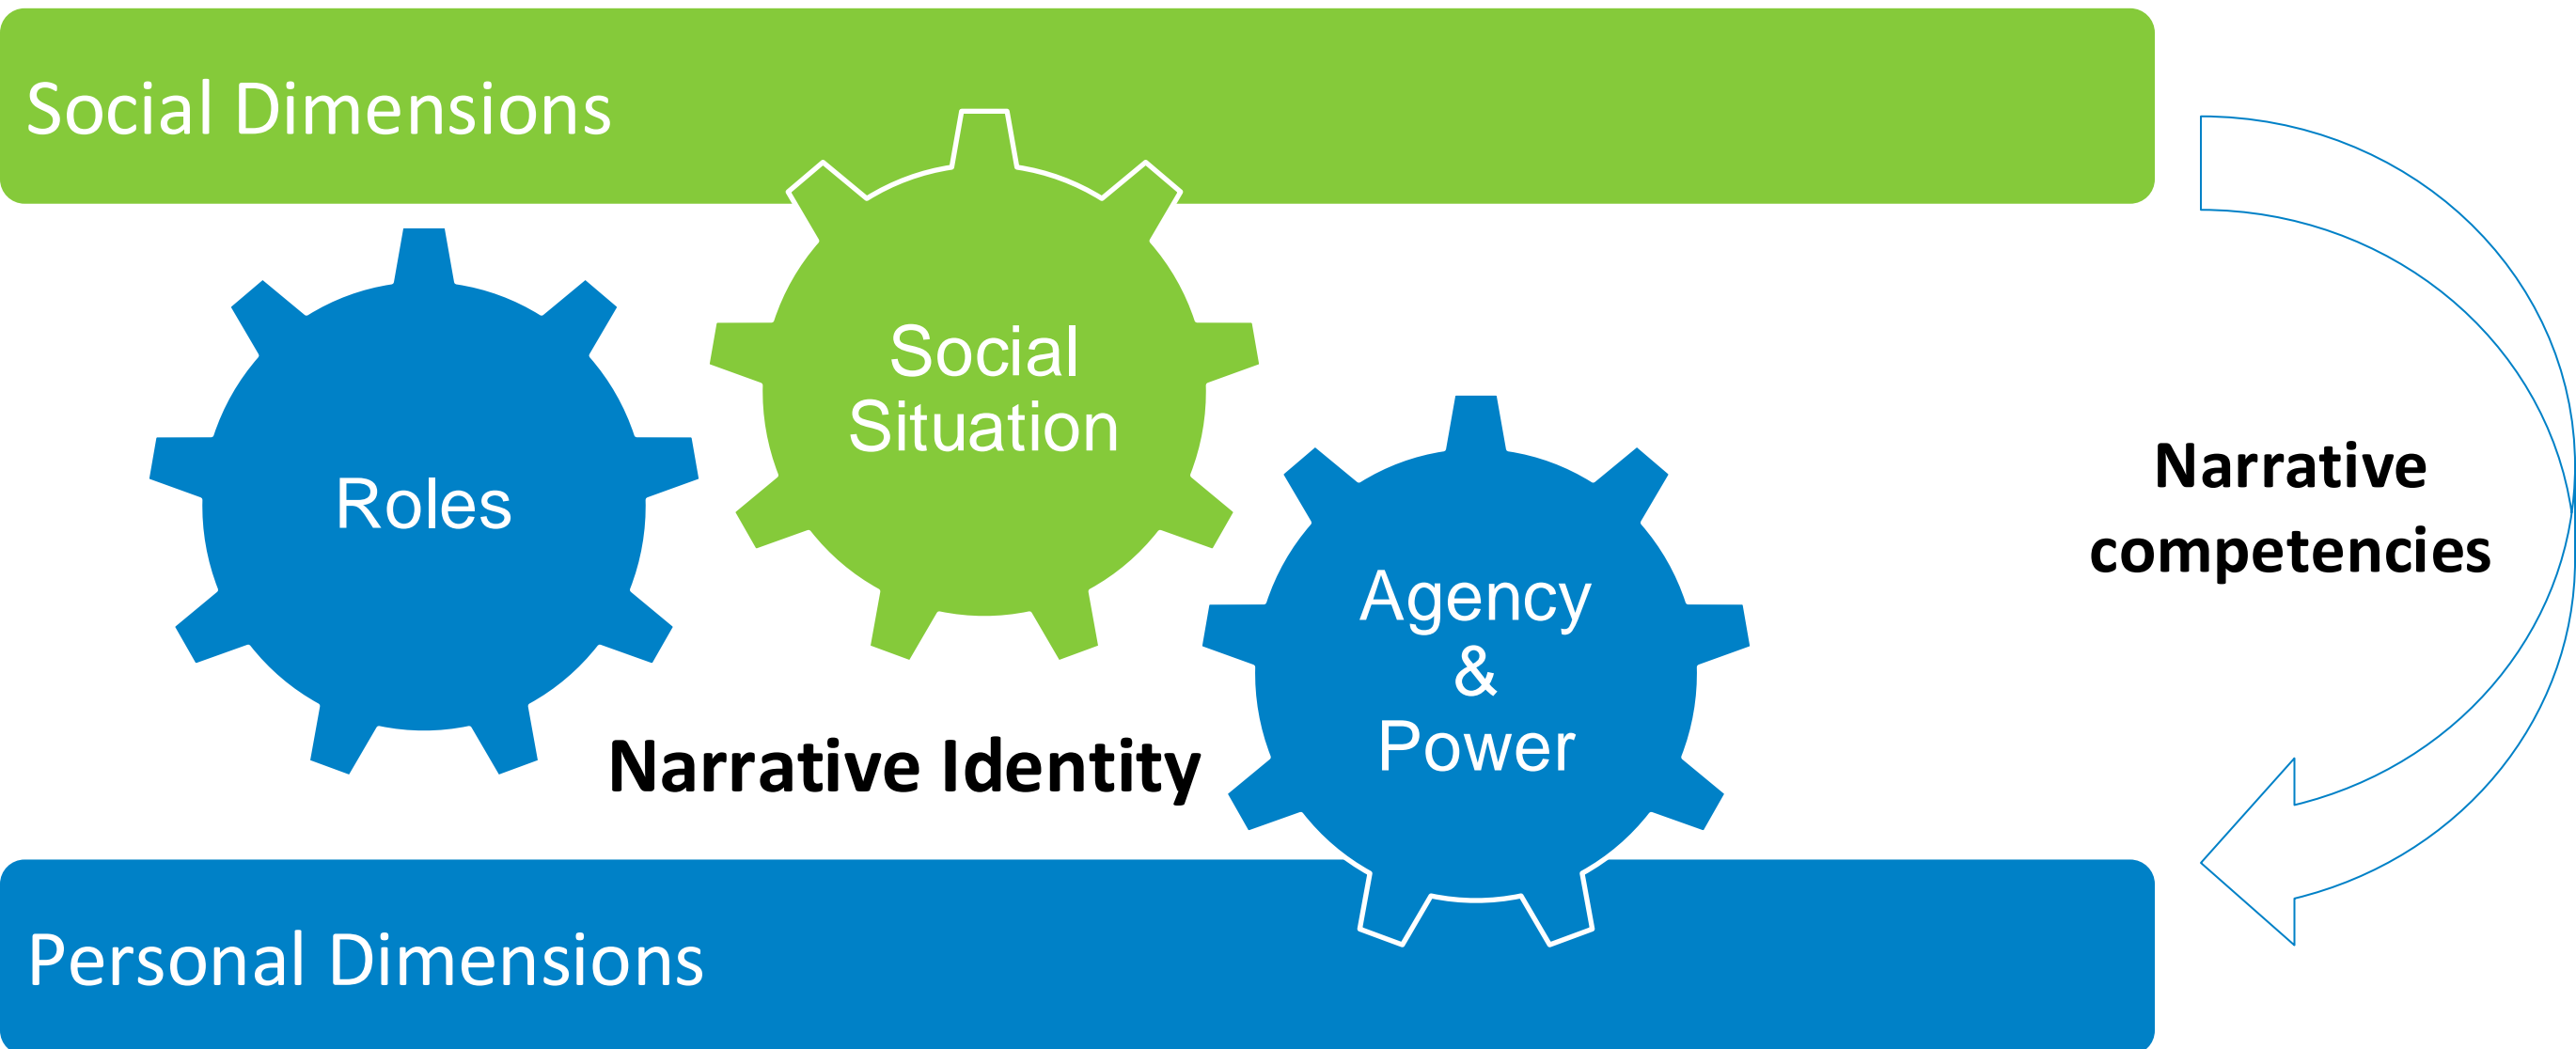 Social Dimensions
Social
Situation
Roles
Agency
&
Power
Narrative Identity
Narrative
competencies
Personal Dimensions